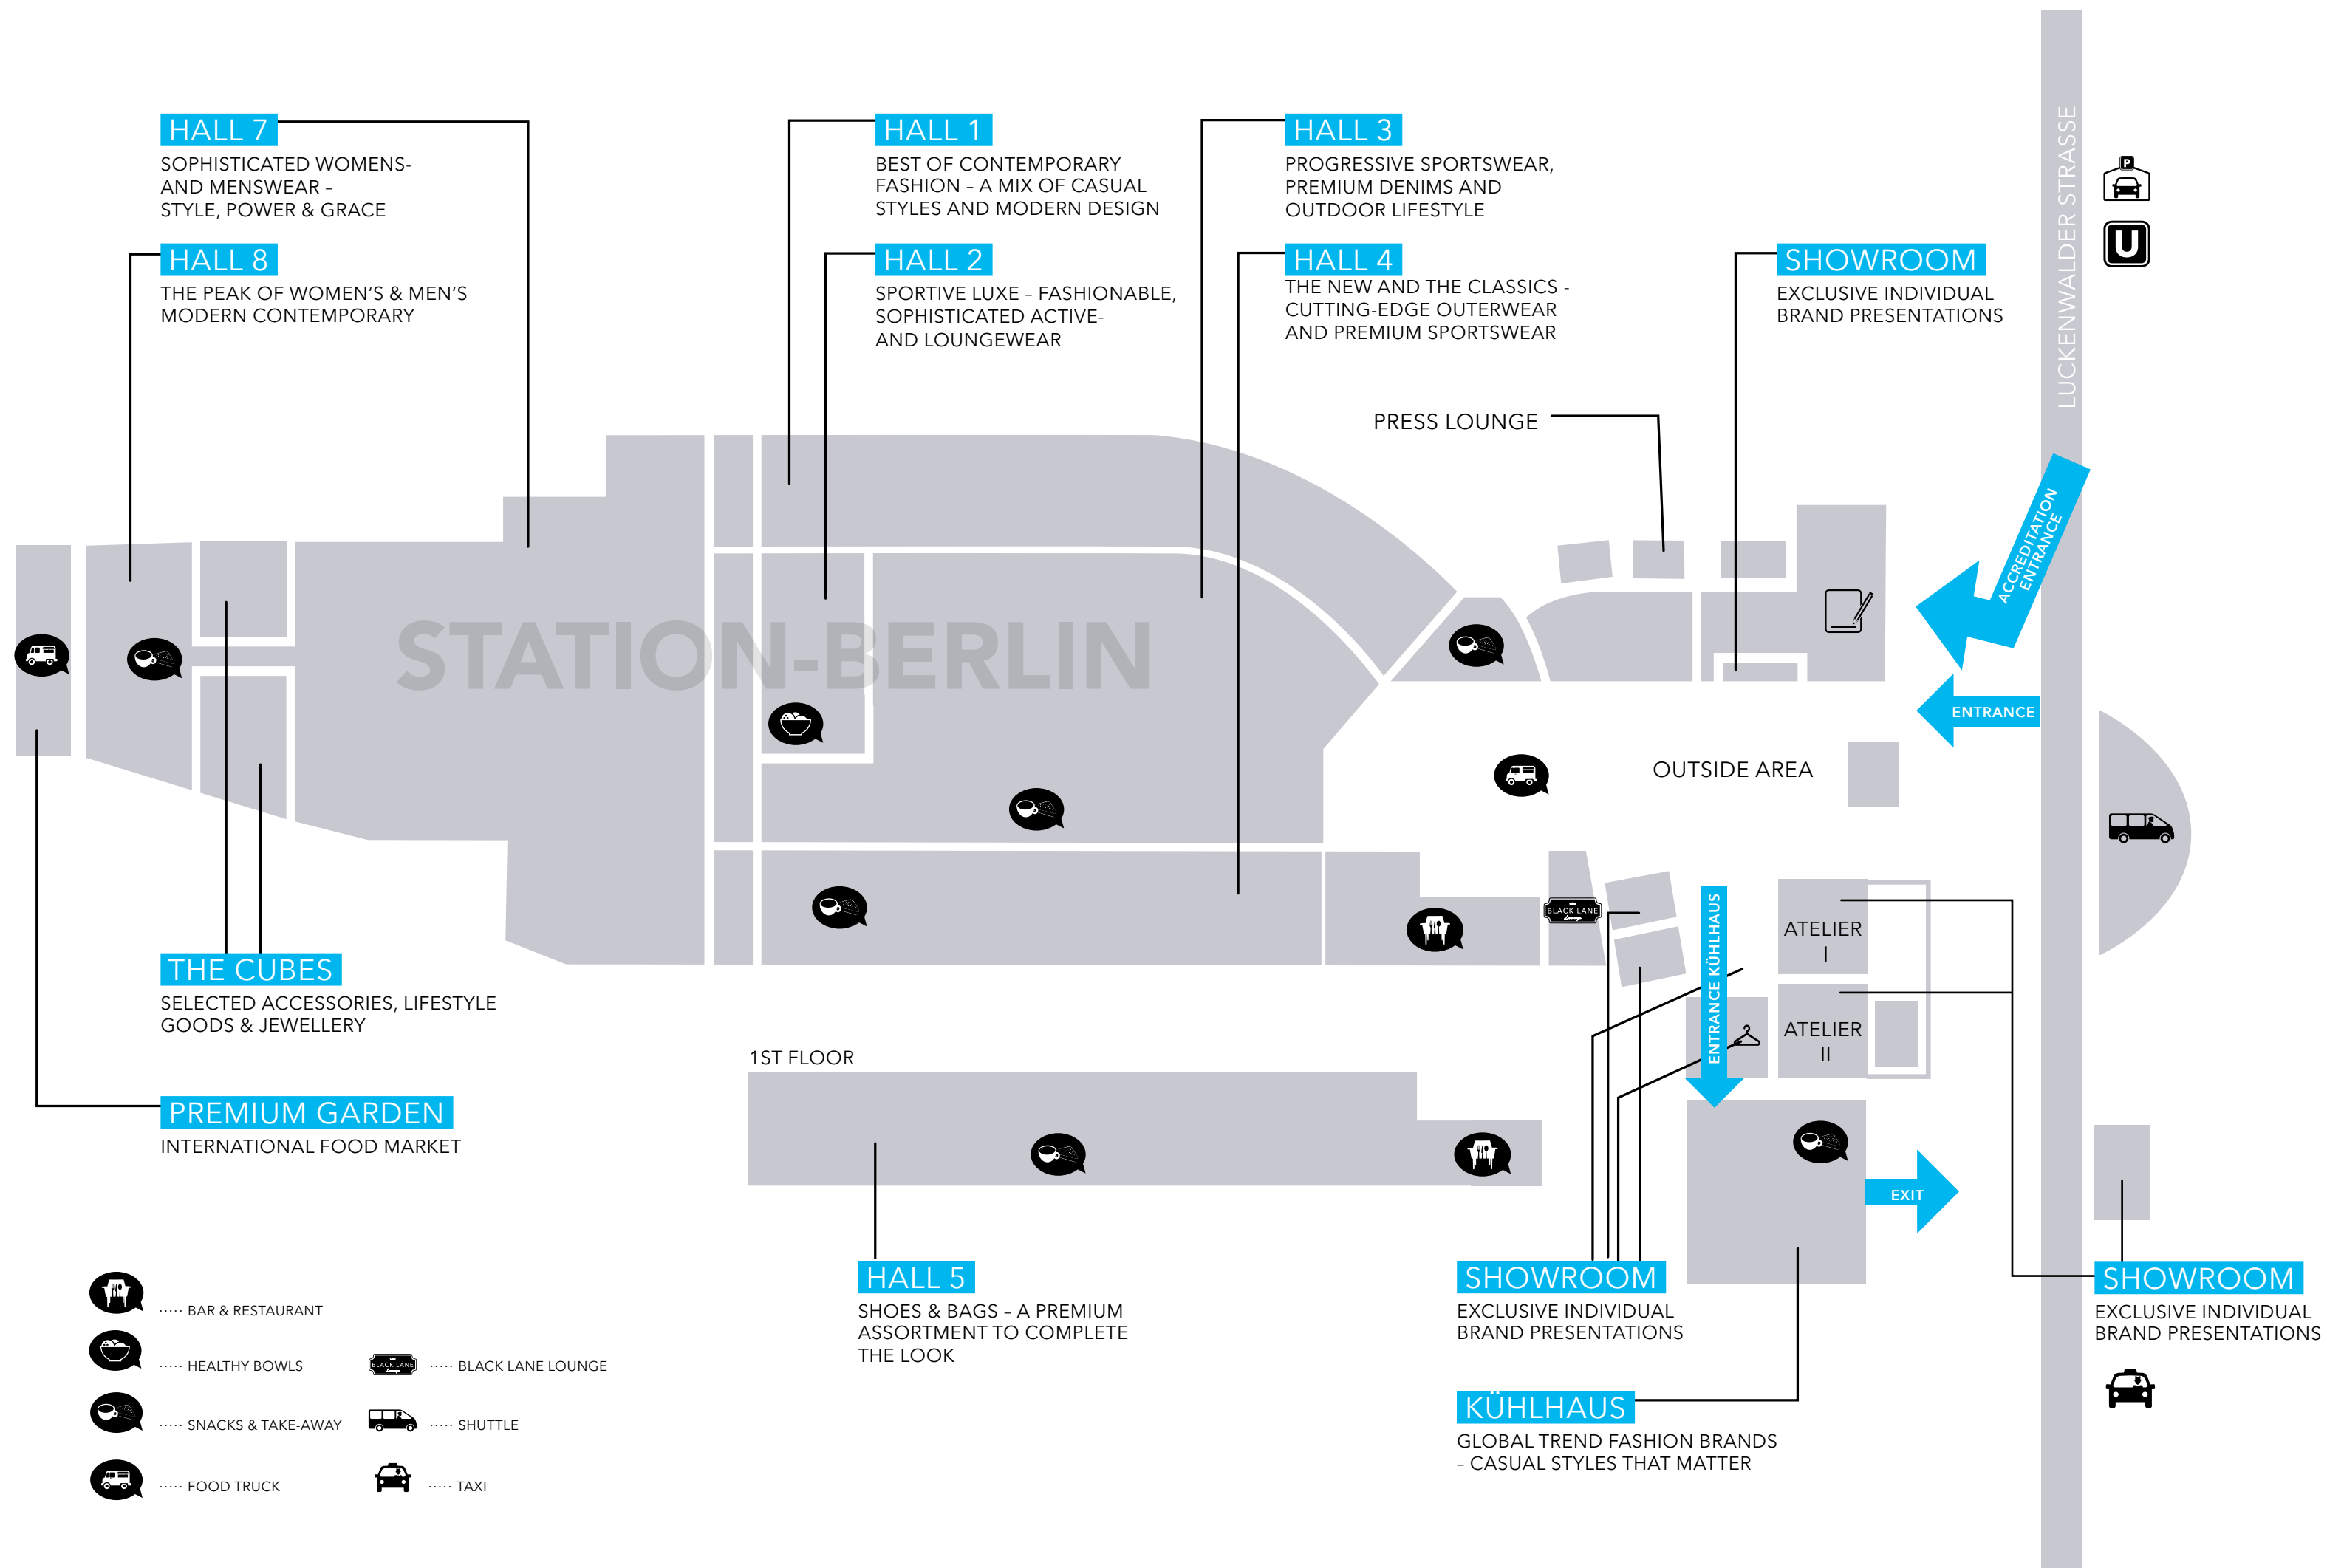 HALL 7
SOPHISTICATED WOMENS-
AND MENSWEAR –
STYLE, POWER & GRACE
HALL 8
THE PEAK OF WOMEN'S & MEN'S
MODERN CONTEMPORARY
HALL 1
BEST OF CONTEMPORARY
FASHION – A MIX OF CASUAL
STYLES AND MODERN DESIGN
HALL 2
SPORTIVE LUXE – FASHIONABLE,
SOPHISTICATED ACTIVE-
AND LOUNGEWEAR
HALL 3
PROGRESSIVE SPORTSWEAR,
PREMIUM DENIMS AND
OUTDOOR LIFESTYLE
HALL 4
THE NEW AND THE CLASSICS -
CUTTING-EDGE OUTERWEAR
AND PREMIUM SPORTSWEAR
SHOWROOM
EXCLUSIVE INDIVIDUAL
BRAND PRESENTATIONS
LUCKENWALDER STRASSE
P
U
PRESS LOUNGE
ACCREDITATION
ENTRANCE
STATION-BERLIN
ENTRANCE
OUTSIDE AREA
BLACK LANE
Lounge
ENTRANCE KÜHLHAUS
ATELIER
I
ATELIER
II
THE CUBES
SELECTED ACCESSORIES, LIFESTYLE
GOODS & JEWELLERY
1ST FLOOR
PREMIUM GARDEN
INTERNATIONAL FOOD MARKET
EXIT
HALL 5
SHOES & BAGS – A PREMIUM
ASSORTMENT TO COMPLETE
THE LOOK
SHOWROOM
EXCLUSIVE INDIVIDUAL
BRAND PRESENTATIONS
SHOWROOM
EXCLUSIVE INDIVIDUAL
BRAND PRESENTATIONS
KÜHLHAUS
GLOBAL TREND FASHION BRANDS
– CASUAL STYLES THAT MATTER
..... BAR & RESTAURANT
..... HEALTHY BOWLS
BLACK LANE
Lounge
..... BLACK LANE LOUNGE
..... SNACKS & TAKE-AWAY
..... SHUTTLE
..... FOOD TRUCK
..... TAXI